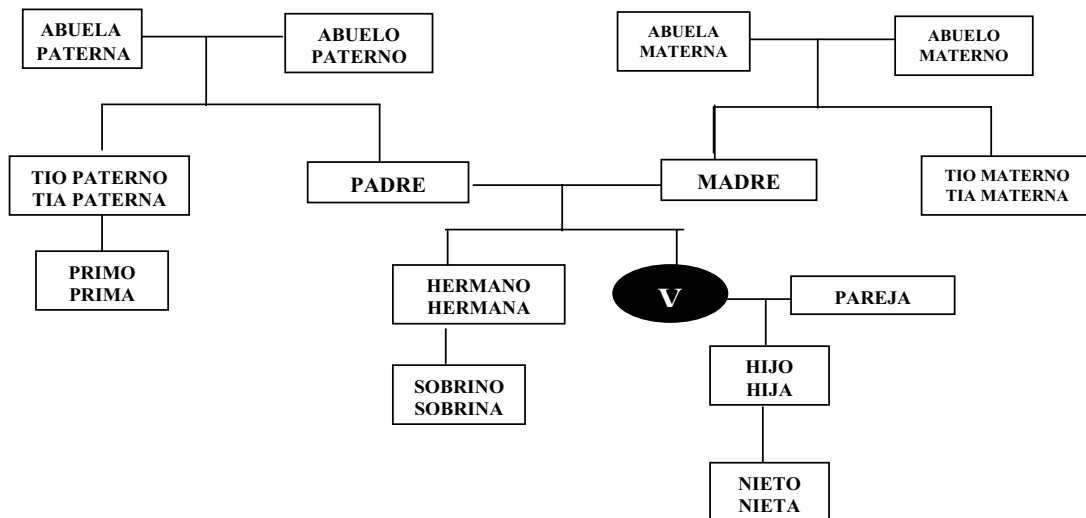 ABUELA
PATERNA
ABUELO
PATERNO
ABUELA
MATERNA
ABUELO
MATERNO
TIO PATERNO
TIA PATERNA
PADRE
MADRE
TIO MATERNO
TIA MATERNA
PRIMO
PRIMA
HERMANO
HERMANA
V
PAREJA
SOBRINO
SOBRINA
HIJO
HIJA
NIETO
NIETA